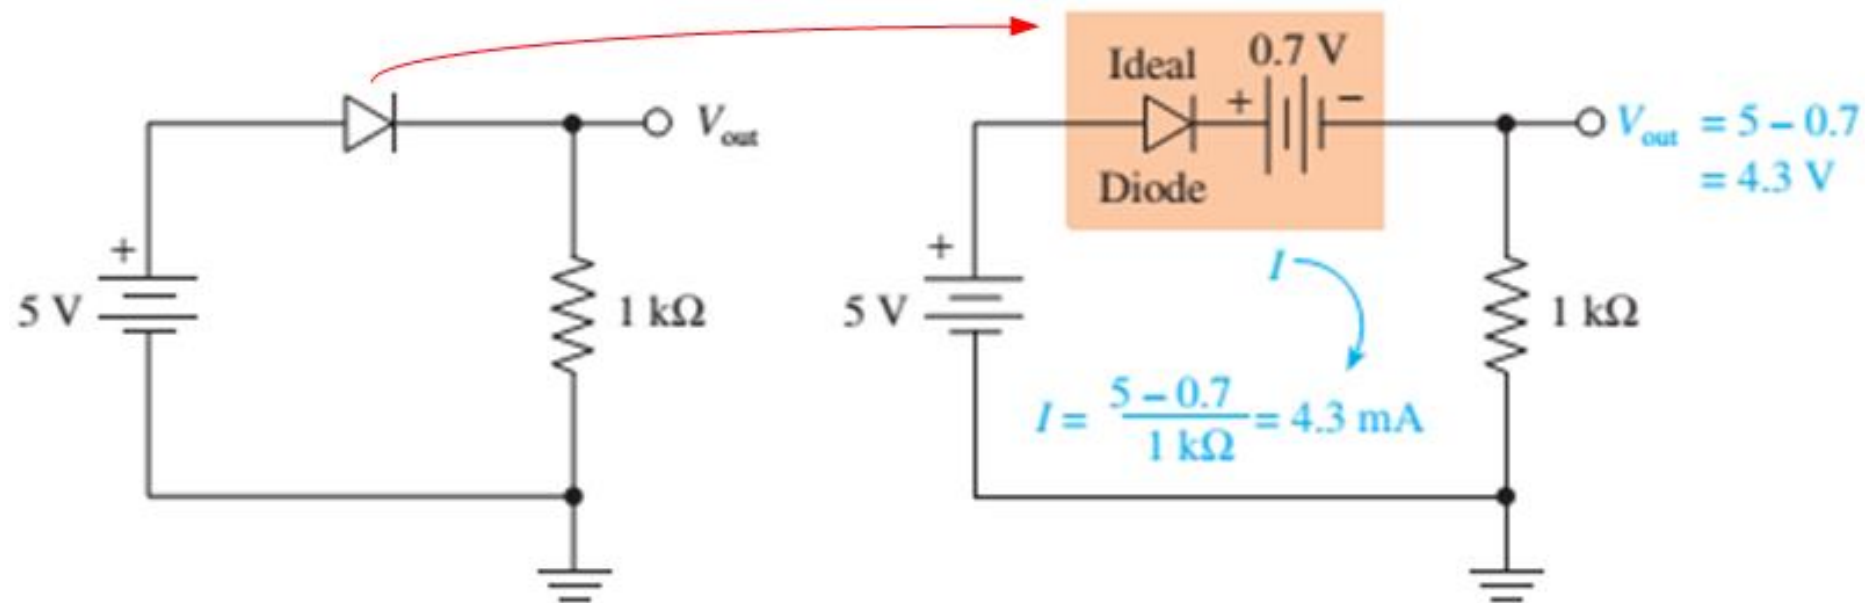 V_out
+
5 V
1 kΩ
Ideal
0.7 V
+ −
Diode
V_out = 5 – 0.7
= 4.3 V
+
5 V
I
1 kΩ
I = 5 – 0.7 / 1 kΩ = 4.3 mA